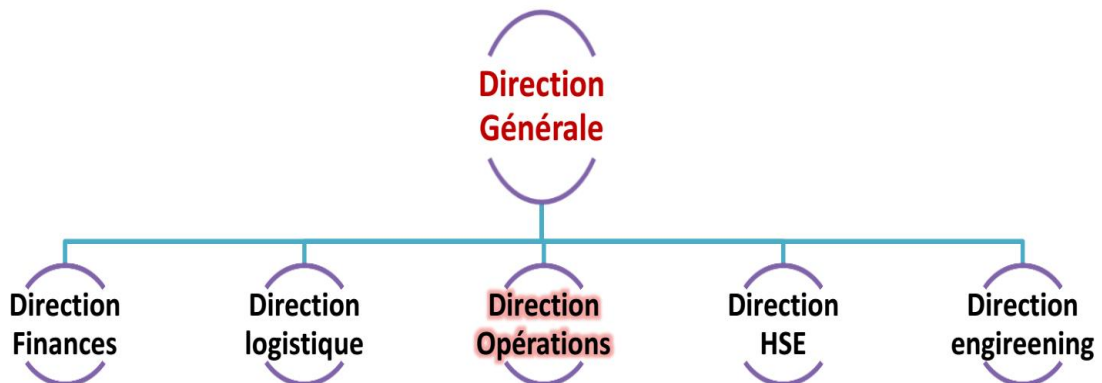 Direction
Générale
Direction
Finances
Direction
logistique
Direction
Opérations
Direction
HSE
Direction
engireening